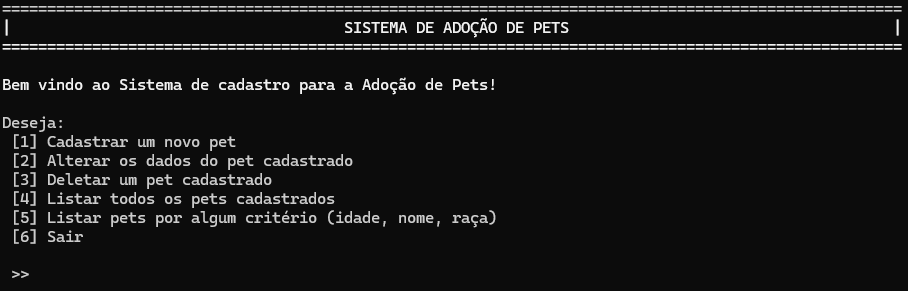 ====================================================================================================
| SISTEMA DE ADOÇÃO DE PETS |
====================================================================================================
Bem vindo ao Sistema de cadastro para a Adoção de Pets!
Deseja:
[1] Cadastrar um novo pet
[2] Alterar os dados do pet cadastrado
[3] Deletar um pet cadastrado
[4] Listar todos os pets cadastrados
[5] Listar pets por algum critério (idade, nome, raça)
[6] Sair
>>